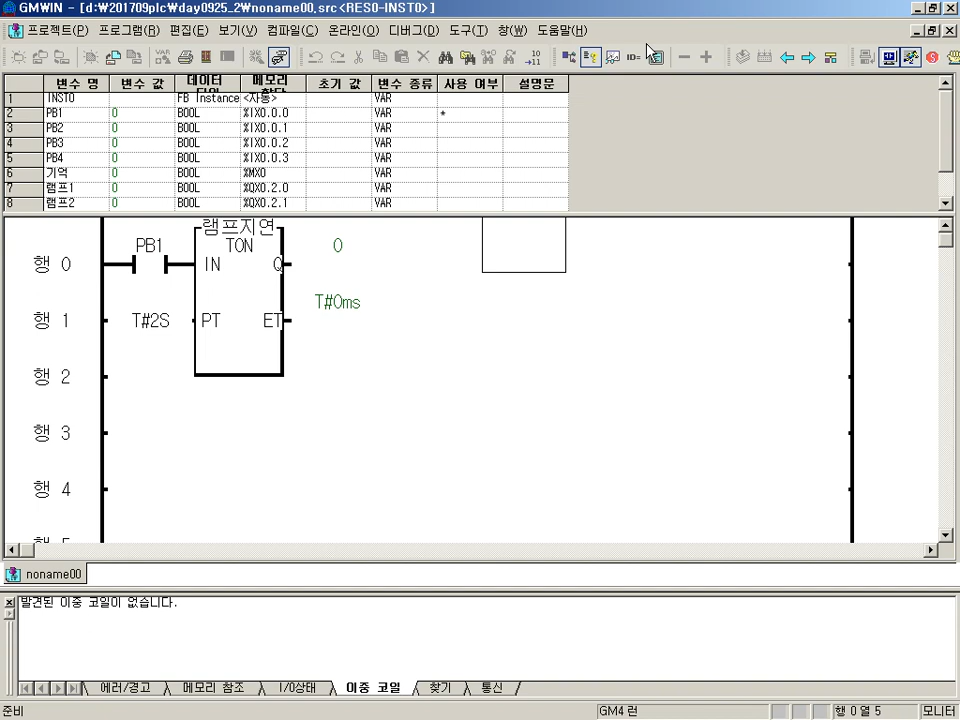 GMWIN - [d:\201709plc\day0925_2\noname00.src<RES0-INST0>]
프로젝트(P) 프로그램(R) 편집(E) 보기(V) 컴파일(C) 온라인(O) 디버그(D) 도구(T) 창(W) 도움말(H)
변수 명 변수 값 데이터 타입 메모리 할당 초기 값 변수 종류 사용 여부 설명문
1 INST0 FB Instance <자동> VAR
2 PB1 0 BOOL %IX0.0.0 VAR *
3 PB2 0 BOOL %IX0.0.1 VAR
4 PB3 0 BOOL %IX0.0.2 VAR
5 PB4 0 BOOL %IX0.0.3 VAR
6 기억 0 BOOL %MX0 VAR
7 램프1 0 BOOL %QX0.2.0 VAR
8 램프2 0 BOOL %QX0.2.1 VAR
램프지연
PB1 TON 0
행 0 IN Q
T#0ms
행 1 T#2S PT ET
행 2
행 3
행 4
행 5
noname00
발견된 이중 코일이 없습니다.
에러/경고 메모리 참조 I/O상태 이중 코일 찾기 통신
준비 GM4 런 행 0 열 5 모니터